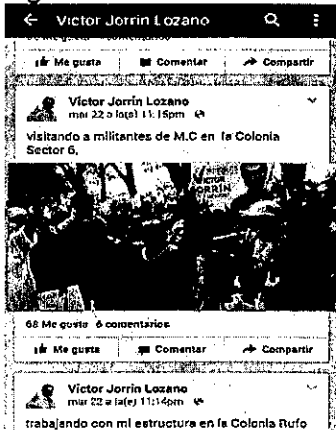 Victor Jorrin Lozano
Me gusta Comentar Compartir
Victor Jorrin Lozano
mar 22 a la(s) 11:15pm
visitando a militantes de M.C en la Colonia
Sector 6,
VICTOR
JORRÍN
68 Me gusta 6 comentarios
Me gusta Comentar Compartir
Victor Jorrin Lozano
mar 22 a la(s) 11:14pm
trabajando con mi estructura en la Colonia Rufo